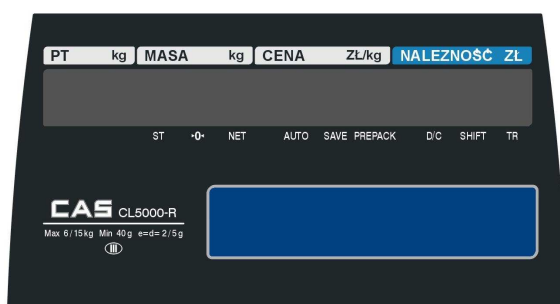 PT kg MASA kg CENA ZŁ/kg NALEZNOŚĆ ZŁ
ST ▸0◂ NET AUTO SAVE PREPACK D/C SHIFT TR
CAS CL5000-R
Max 6/15kg Min 40g e=d= 2/5g
III